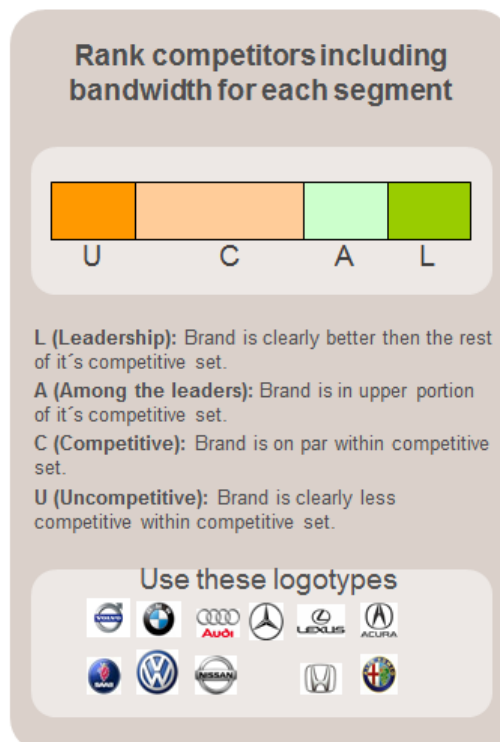 Rank competitors including
bandwidth for each segment
U C A L
L (Leadership): Brand is clearly better then the rest
of it´s competitive set.
A (Among the leaders): Brand is in upper portion
of it´s competitive set.
C (Competitive): Brand is on par within competitive
set.
U (Uncompetitive): Brand is clearly less
competitive within competitive set.
Use these logotypes
VOLVO BMW Audi LEXUS ACURA
SAAB NISSAN